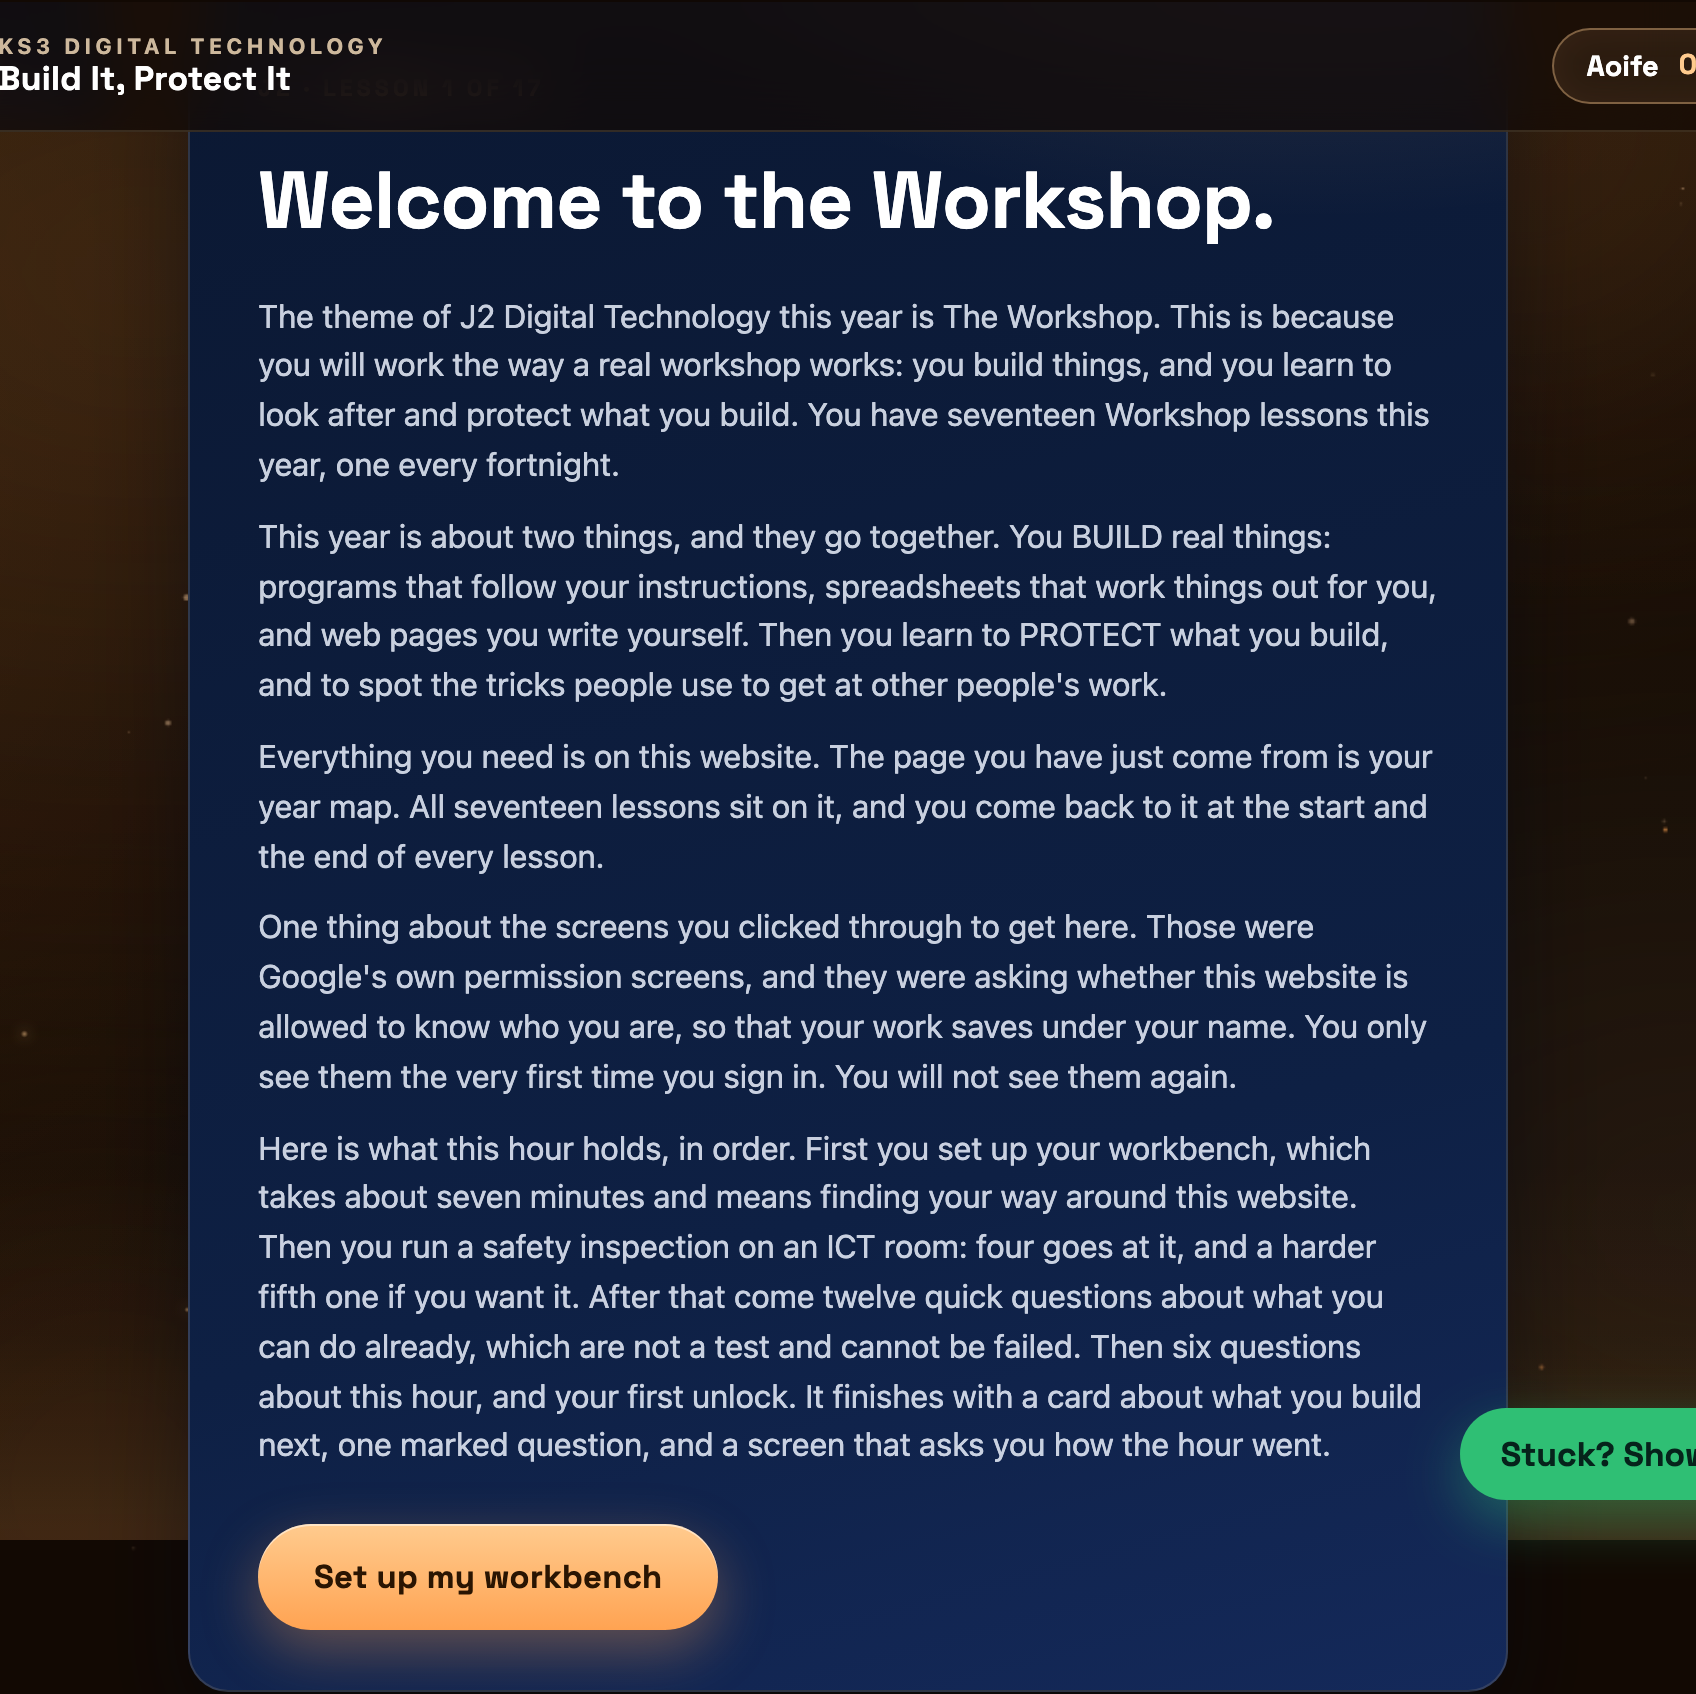 KS3 DIGITAL TECHNOLOGY
Build It, Protect It
LESSON 1 OF 17
Aoife
Welcome to the Workshop.
The theme of J2 Digital Technology this year is The Workshop. This is because
you will work the way a real workshop works: you build things, and you learn to
look after and protect what you build. You have seventeen Workshop lessons this
year, one every fortnight.
This year is about two things, and they go together. You BUILD real things:
programs that follow your instructions, spreadsheets that work things out for you,
and web pages you write yourself. Then you learn to PROTECT what you build,
and to spot the tricks people use to get at other people's work.
Everything you need is on this website. The page you have just come from is your
year map. All seventeen lessons sit on it, and you come back to it at the start and
the end of every lesson.
One thing about the screens you clicked through to get here. Those were
Google's own permission screens, and they were asking whether this website is
allowed to know who you are, so that your work saves under your name. You only
see them the very first time you sign in. You will not see them again.
Here is what this hour holds, in order. First you set up your workbench, which
takes about seven minutes and means finding your way around this website.
Then you run a safety inspection on an ICT room: four goes at it, and a harder
fifth one if you want it. After that come twelve quick questions about what you
can do already, which are not a test and cannot be failed. Then six questions
about this hour, and your first unlock. It finishes with a card about what you build
next, one marked question, and a screen that asks you how the hour went.
Stuck?
Set up my workbench